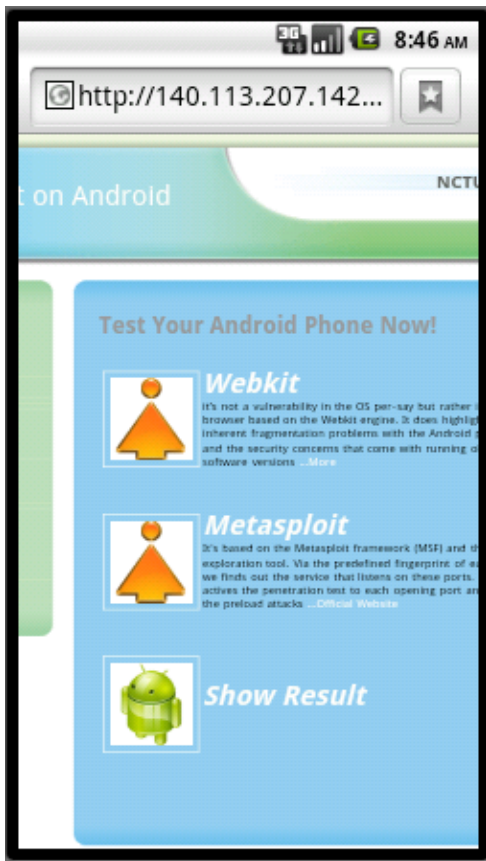 3G
8:46 AM
http://140.113.207.142...
t on Android
NCTU
Test Your Android Phone Now!
Webkit
It's not a vulnerability in the OS per-say but rather
browser based on the Webkit engine. It does highlig
inherent fragmentation problems with the Android
and the security concerns that come with running ol
software versions ...More
Metasploit
It's based on the Metasploit framework (MSF) and th
exploration tool. Via the predefined fingerprint of ea
we finds out the service that listens on these ports.
actives the penetration test to each opening port an
the preload attacks ...Official Website
Show Result